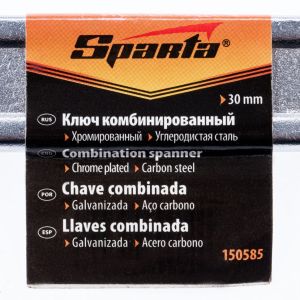 Sparta®
30 mm
RUS Ключ комбинированный
Хромированный Углеродистая сталь
Combination spanner
Chrome plated Carbon steel
POR Chave combinada
Galvanizada Aço carbono
ESP Llaves combinada
Galvanizada Acero carbono
150585